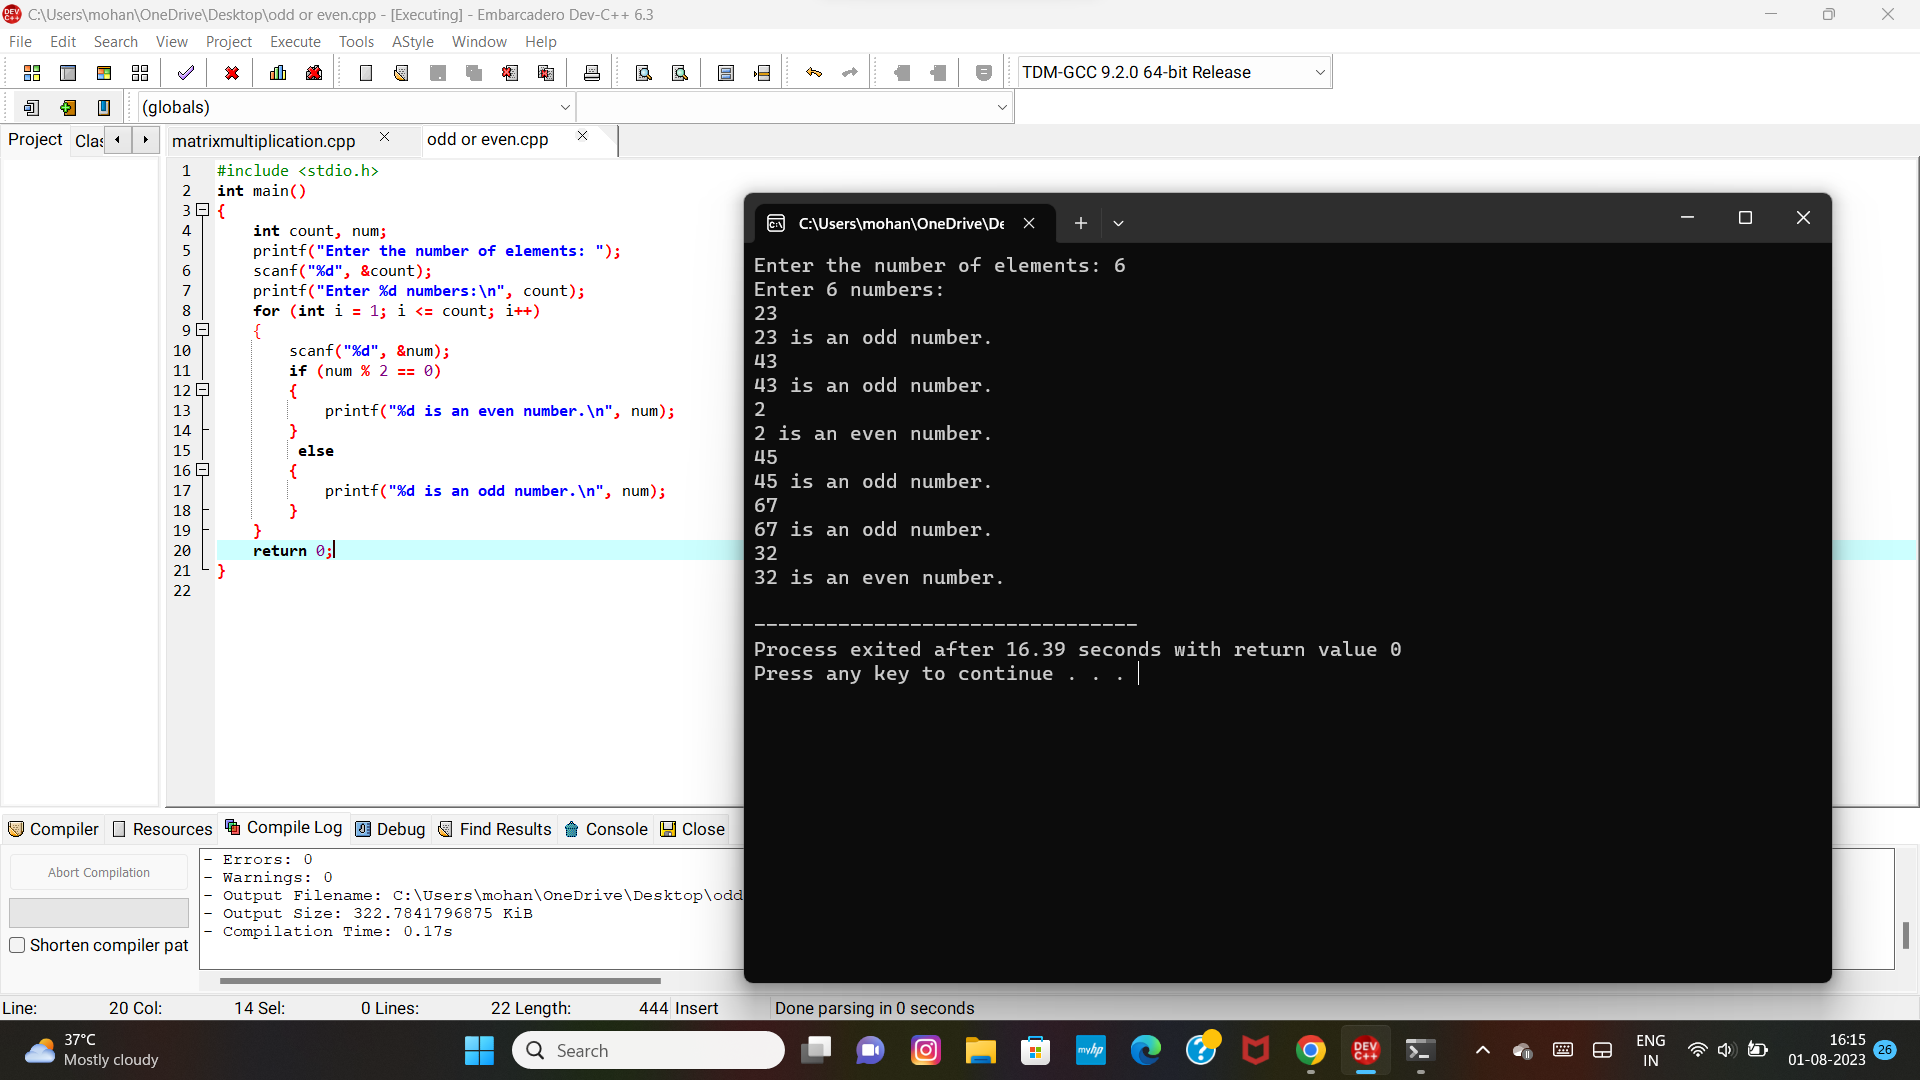 C:\Users\mohan\OneDrive\Desktop\odd or even.cpp - [Executing] - Embarcadero Dev-C++ 6.3
File Edit Search View Project Execute Tools AStyle Window Help
TDM-GCC 9.2.0 64-bit Release
(globals)
Project Clas matrixmultiplication.cpp odd or even.cpp
1 #include <stdio.h>
2 int main()
3 {
4 int count, num;
5 printf("Enter the number of elements: ");
6 scanf("%d", &count);
7 printf("Enter %d numbers:\n", count);
8 for (int i = 1; i <= count; i++)
9 {
10 scanf("%d", &num);
11 if (num % 2 == 0)
12 {
13 printf("%d is an even number.\n", num);
14 }
15 else
16 {
17 printf("%d is an odd number.\n", num);
18 }
19 }
20 return 0;
21 }
22
C:\Users\mohan\OneDrive\De
Enter the number of elements: 6
Enter 6 numbers:
23
23 is an odd number.
43
43 is an odd number.
2
2 is an even number.
45
45 is an odd number.
67
67 is an odd number.
32
32 is an even number.
--------------------------------
Process exited after 16.39 seconds with return value 0
Press any key to continue . . .
Compiler Resources Compile Log Debug Find Results Console Close
Abort Compilation
Shorten compiler pat
- Errors: 0
- Warnings: 0
- Output Filename: C:\Users\mohan\OneDrive\Desktop\odd
- Output Size: 322.7841796875 KiB
- Compilation Time: 0.17s
Line: 20 Col: 14 Sel: 0 Lines: 22 Length: 444 Insert Done parsing in 0 seconds
37°C
Mostly cloudy
Search
myhp
DEV C++
ENG
IN
16:15
01-08-2023
26